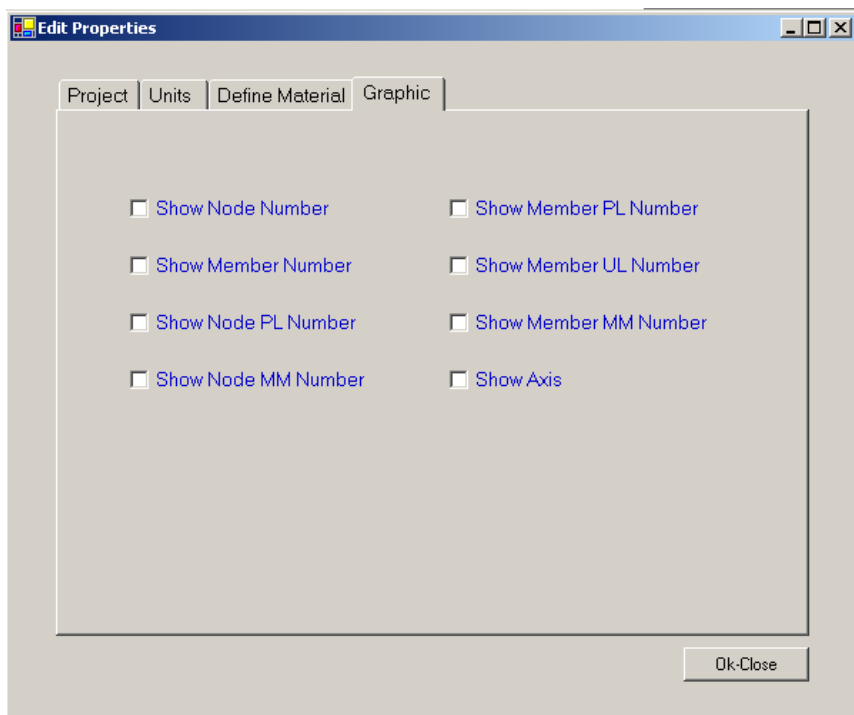 Edit Properties
Project Units Define Material Graphic
Show Node Number Show Member PL Number
Show Member Number Show Member UL Number
Show Node PL Number Show Member MM Number
Show Node MM Number Show Axis
Ok-Close